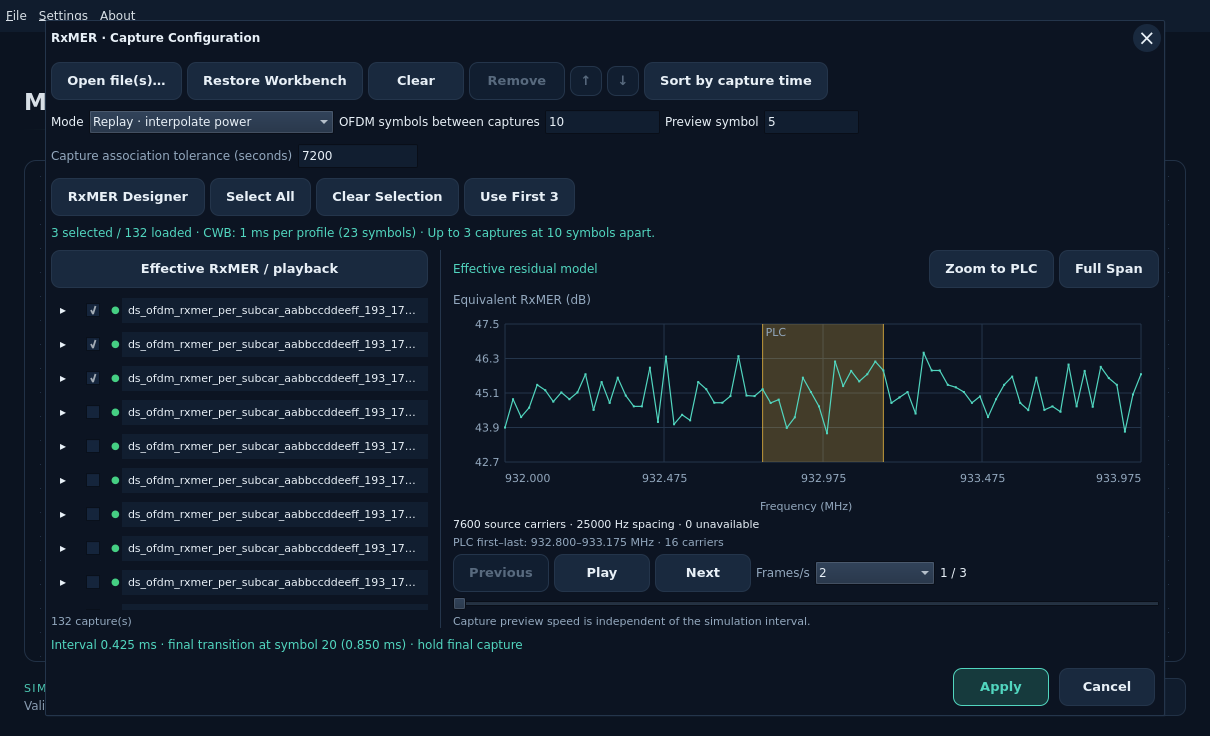 File Settings About
RxMER · Capture Configuration
M
Open file(s)... Restore Workbench Clear Remove ↑ ↓ Sort by capture time
Mode Replay · interpolate power OFDM symbols between captures 10 Preview symbol 5
Capture association tolerance (seconds) 7200
RxMER Designer Select All Clear Selection Use First 3
3 selected / 132 loaded · CWB: 1 ms per profile (23 symbols) · Up to 3 captures at 10 symbols apart.
Effective RxMER / playback
ds_ofdm_rxmer_per_subcar_aabbccddeeff_193_17...
ds_ofdm_rxmer_per_subcar_aabbccddeeff_193_17...
ds_ofdm_rxmer_per_subcar_aabbccddeeff_193_17...
ds_ofdm_rxmer_per_subcar_aabbccddeeff_193_17...
ds_ofdm_rxmer_per_subcar_aabbccddeeff_193_17...
ds_ofdm_rxmer_per_subcar_aabbccddeeff_193_17...
ds_ofdm_rxmer_per_subcar_aabbccddeeff_193_17...
ds_ofdm_rxmer_per_subcar_aabbccddeeff_193_17...
ds_ofdm_rxmer_per_subcar_aabbccddeeff_193_17...
132 capture(s)
Effective residual model Zoom to PLC Full Span
Equivalent RxMER (dB)
47.5
PLC
46.3
45.1
43.9
42.7
932.000 932.475 932.975 933.475 933.975
Frequency (MHz)
7600 source carriers · 25000 Hz spacing · 0 unavailable
PLC first–last: 932.800–933.175 MHz · 16 carriers
Previous Play Next Frames/s 2 1 / 3
Capture preview speed is independent of the simulation interval.
Interval 0.425 ms · final transition at symbol 20 (0.850 ms) · hold final capture
SIM
Vali
Apply Cancel